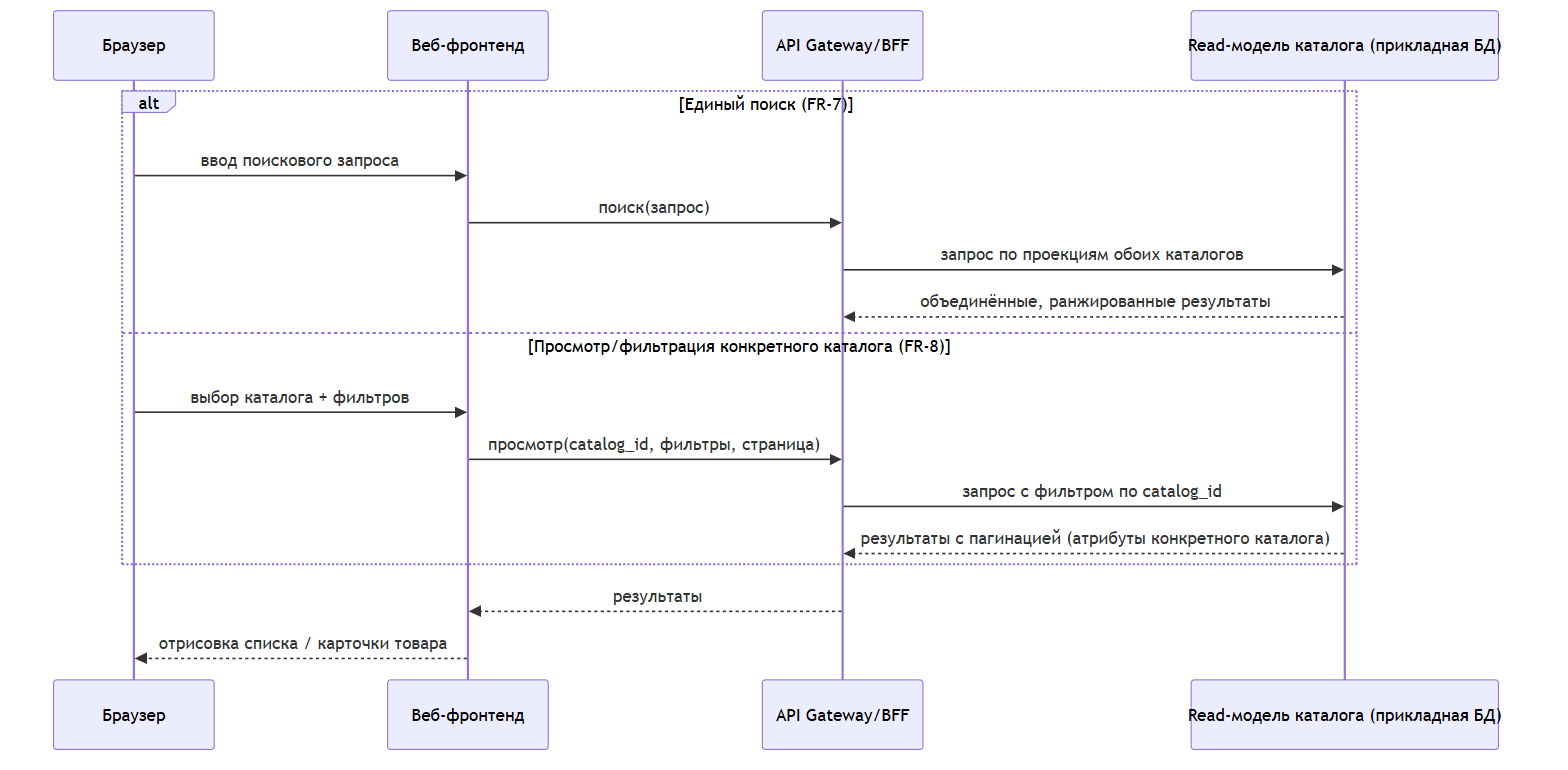 Браузер
Веб-фронтенд
API Gateway/BFF
Read-модель каталога (прикладная БД)
alt
[Единый поиск (FR-7)]
ввод поискового запроса
поиск(запрос)
запрос по проекциям обоих каталогов
объединённые, ранжированные результаты
[Просмотр/фильтрация конкретного каталога (FR-8)]
выбор каталога + фильтров
просмотр(catalog_id, фильтры, страница)
запрос с фильтром по catalog_id
результаты с пагинацией (атрибуты конкретного каталога)
результаты
отрисовка списка / карточки товара
Браузер
Веб-фронтенд
API Gateway/BFF
Read-модель каталога (прикладная БД)